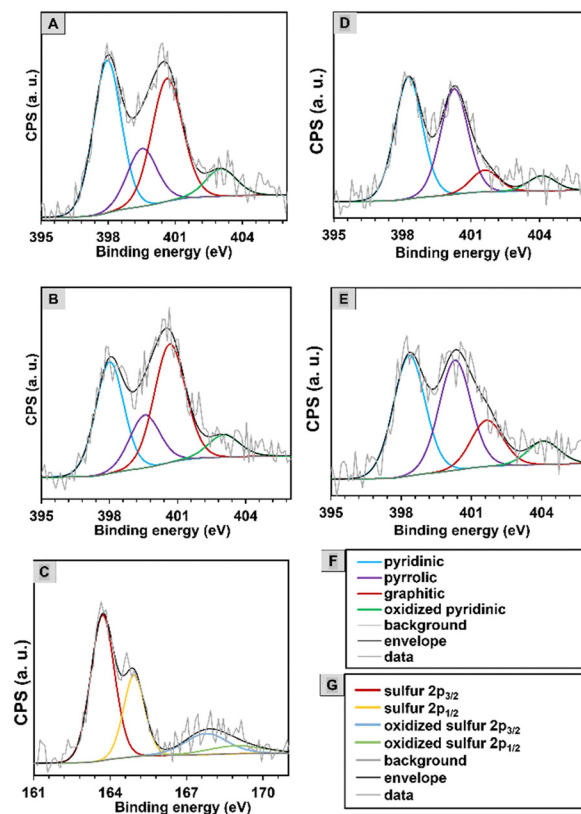 A
CPS (a. u.)
395 398 401 404
Binding energy (eV)
D
CPS (a. u.)
395 398 401 404
Binding energy (eV)
B
CPS (a. u.)
395 398 401 404
Binding energy (eV)
E
CPS (a. u.)
395 398 401 404
Binding energy (eV)
C
CPS (a. u.)
161 164 167 170
Binding energy (eV)
F
pyridinic
pyrrolic
graphitic
oxidized pyridinic
background
envelope
data
G
sulfur 2p3/2
sulfur 2p1/2
oxidized sulfur 2p3/2
oxidized sulfur 2p1/2
background
envelope
data